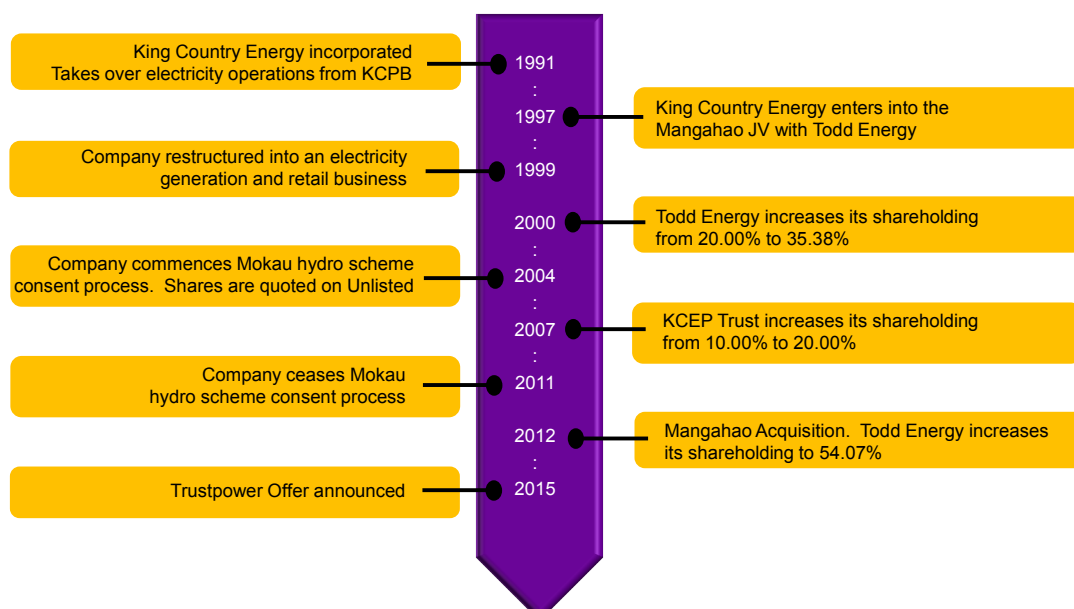 King Country Energy incorporated
Takes over electricity operations from KCPB
1991
:
1997
King Country Energy enters into the
Mangahao JV with Todd Energy
:
Company restructured into an electricity
generation and retail business
1999
2000
Todd Energy increases its shareholding
from 20.00% to 35.38%
:
Company commences Mokau hydro scheme
consent process.  Shares are quoted on Unlisted
2004
:
2007
KCEP Trust increases its shareholding
from 10.00% to 20.00%
:
Company ceases Mokau
hydro scheme consent process
2011
2012
Mangahao Acquisition.  Todd Energy increases
its shareholding to 54.07%
:
Trustpower Offer announced
2015